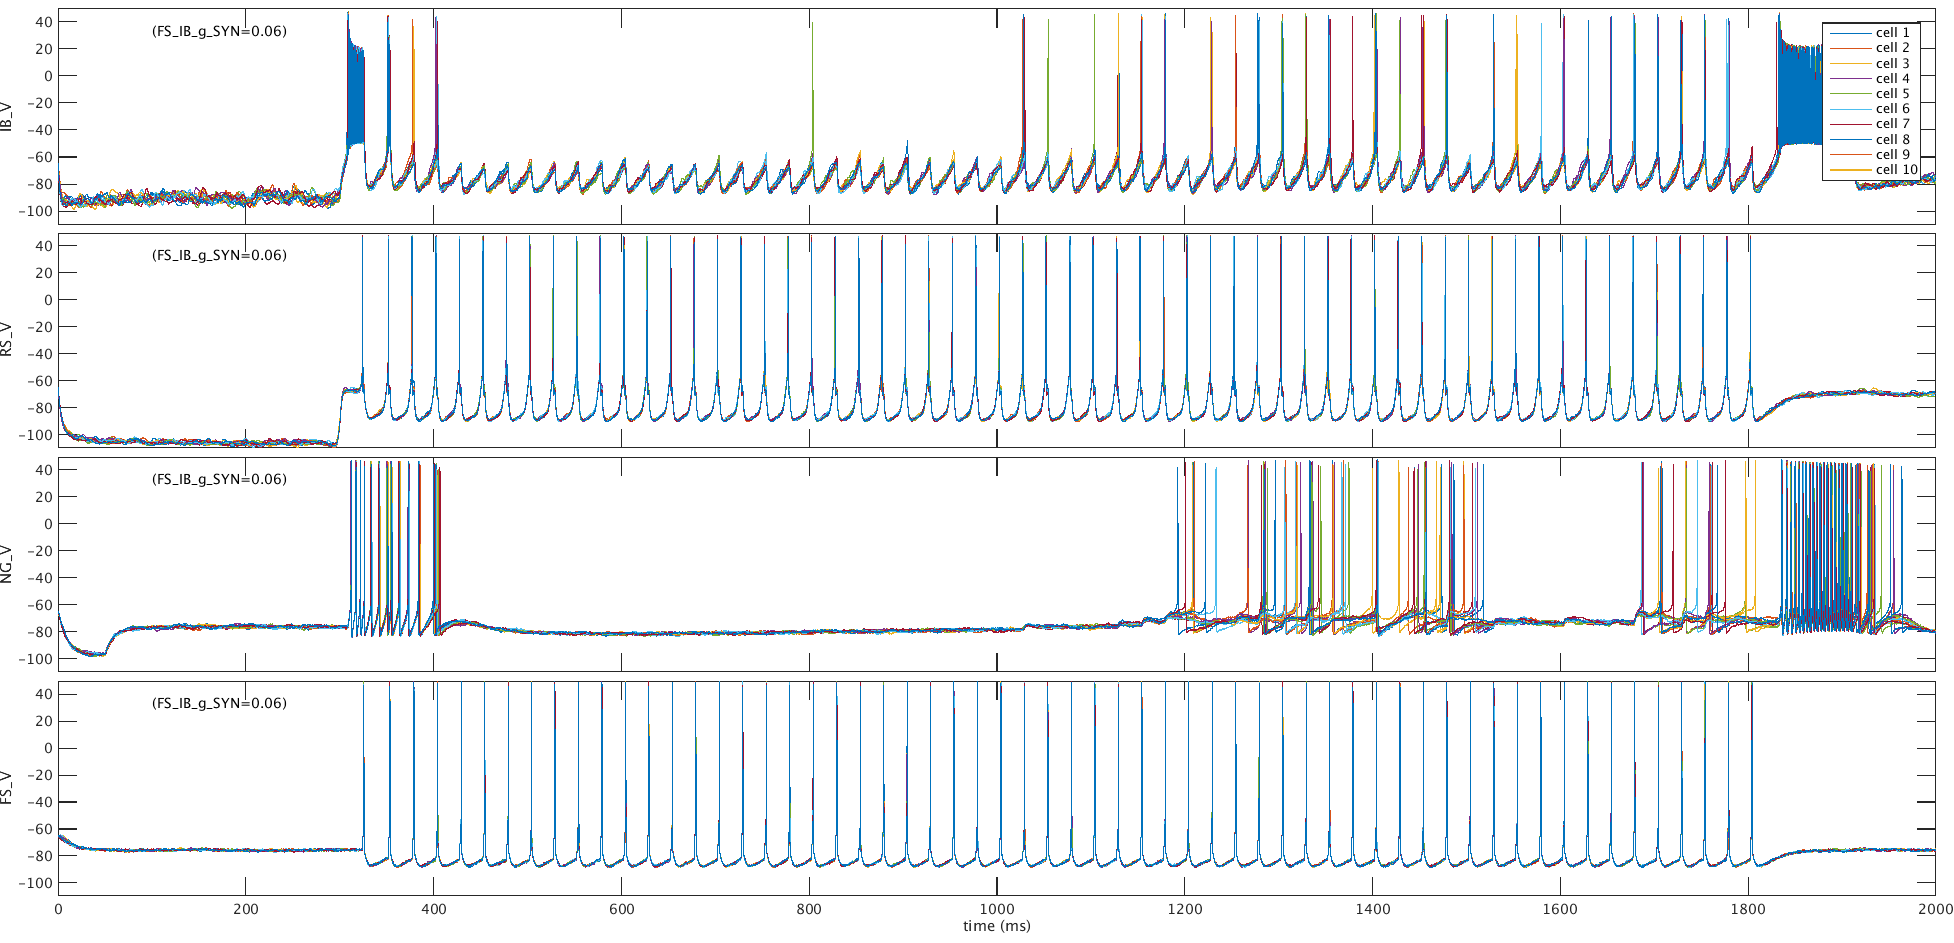 40
20
0
−20
−40
−60
−80
−100
IB_V
(FS_IB_g_SYN=0.06)
cell 1
cell 2
cell 3
cell 4
cell 5
cell 6
cell 7
cell 8
cell 9
cell 10
40
20
0
−20
−40
−60
−80
−100
RS_V
(FS_IB_g_SYN=0.06)
40
20
0
−20
−40
−60
−80
−100
NG_V
(FS_IB_g_SYN=0.06)
40
20
0
−20
−40
−60
−80
−100
FS_V
(FS_IB_g_SYN=0.06)
0 200 400 600 800 1000 1200 1400 1600 1800 2000
time (ms)